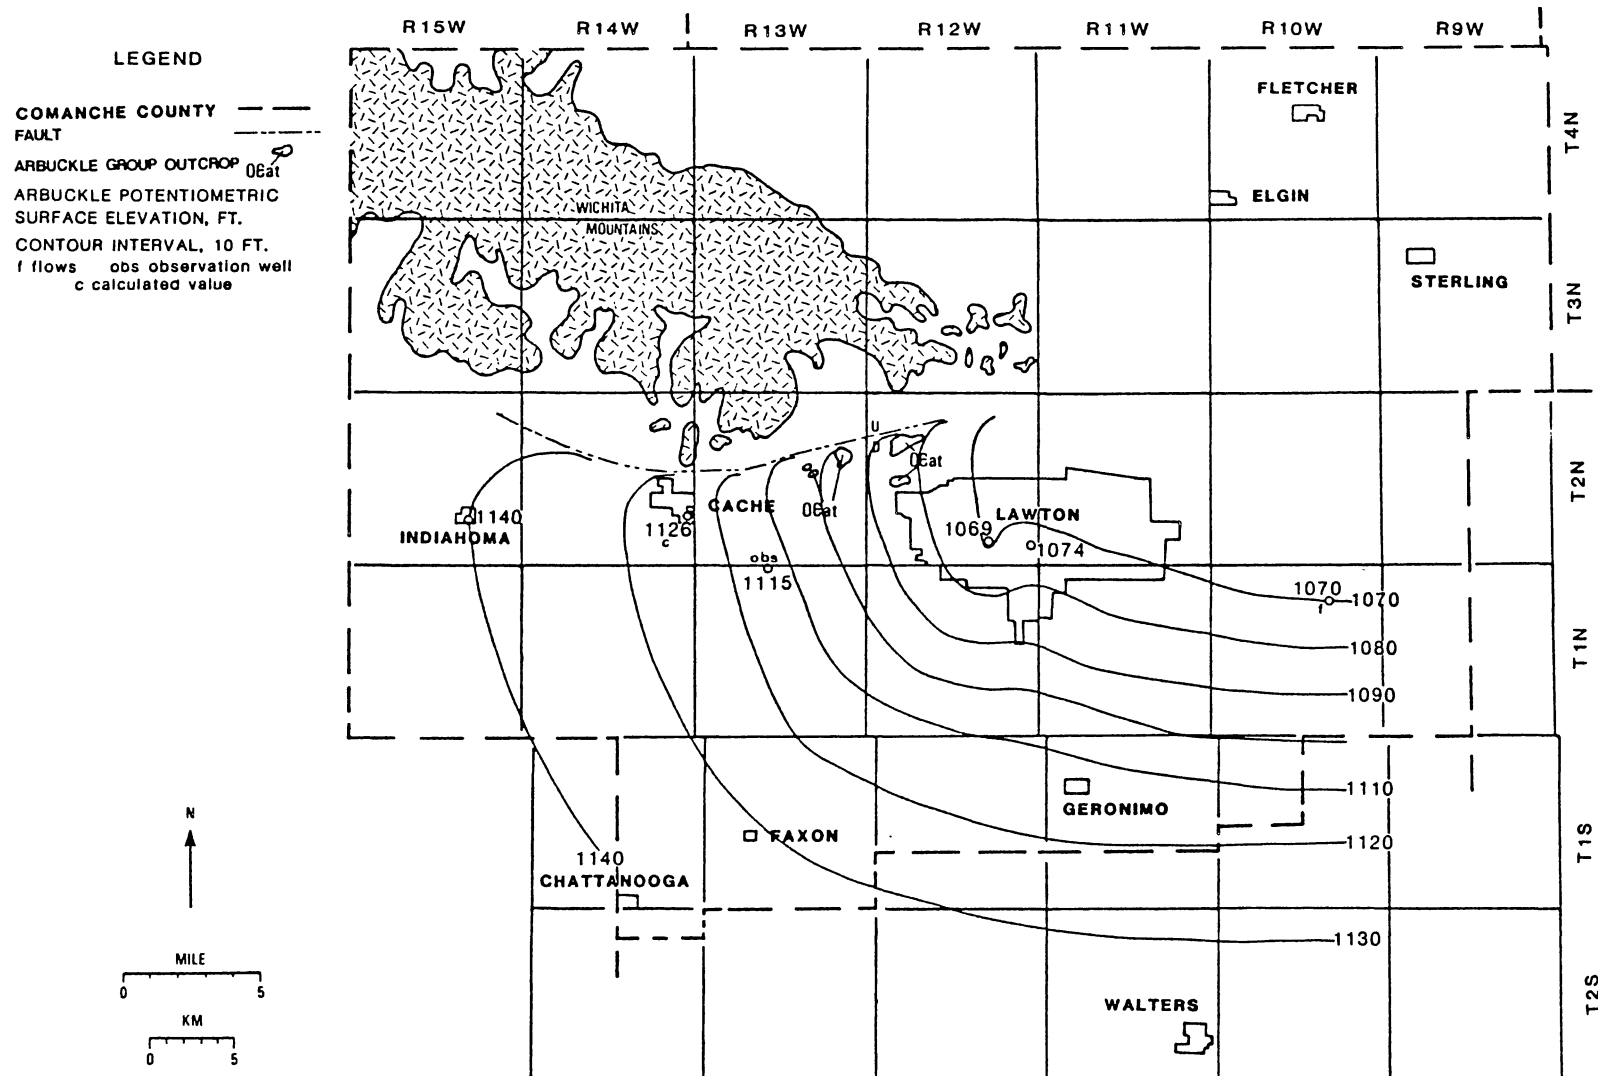 R15W R14W R13W R12W R11W R10W R9W
LEGEND
COMANCHE COUNTY
FAULT
ARBUCKLE GROUP OUTCROP OЄat
ARBUCKLE POTENTIOMETRIC
SURFACE ELEVATION, FT.
CONTOUR INTERVAL, 10 FT.
f flows obs observation well
c calculated value
FLETCHER
T4N
ELGIN
WICHITA
MOUNTAINS
STERLING
T3N
U
D
OЄat
T2N
OЄat
CACHE
LAWTON
1140
INDIAHOMA
1126
c
1069
1074
obs
1115
1070
f
1070
1080
T1N
1090
1110
GERONIMO
N
FAXON
1120
T1S
1140
CHATTANOOGA
1130
MILE
0 5
T2S
WALTERS
KM
0 5